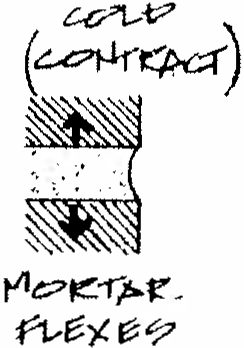 COLD
(CONTRACT)
MORTAR.
FLEXES